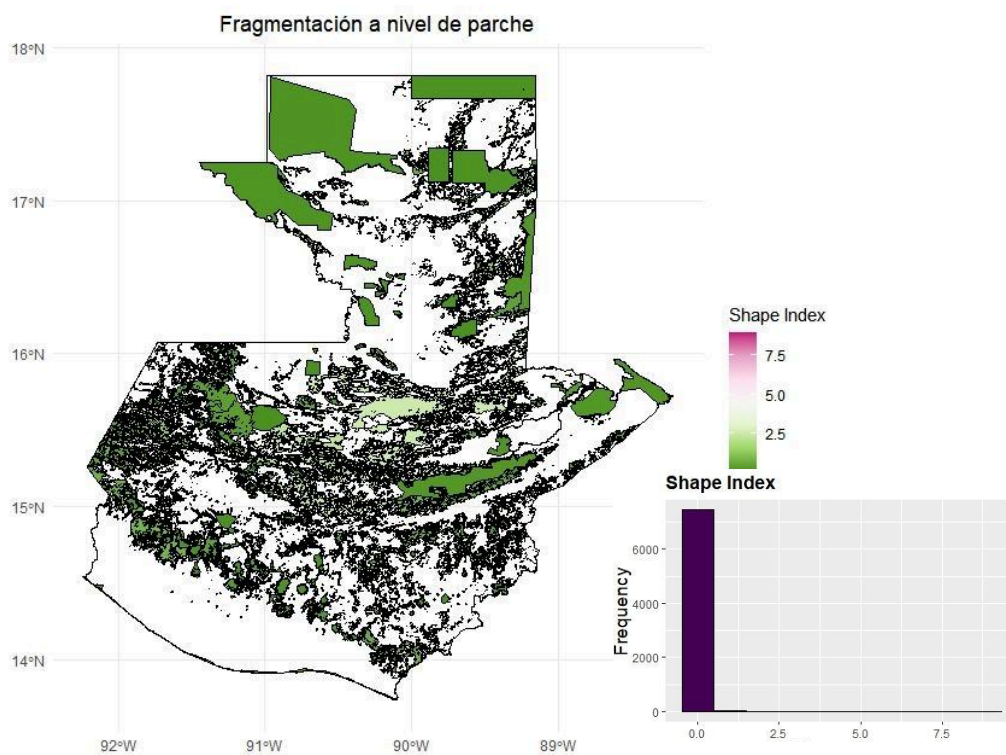 Fragmentación a nivel de parche
18°N
17°N
16°N
15°N
14°N
92°W
91°W
90°W
89°W
Shape Index
7.5
5.0
2.5
Shape Index
Frequency
6000
4000
2000
0
0.0
2.5
5.0
7.5